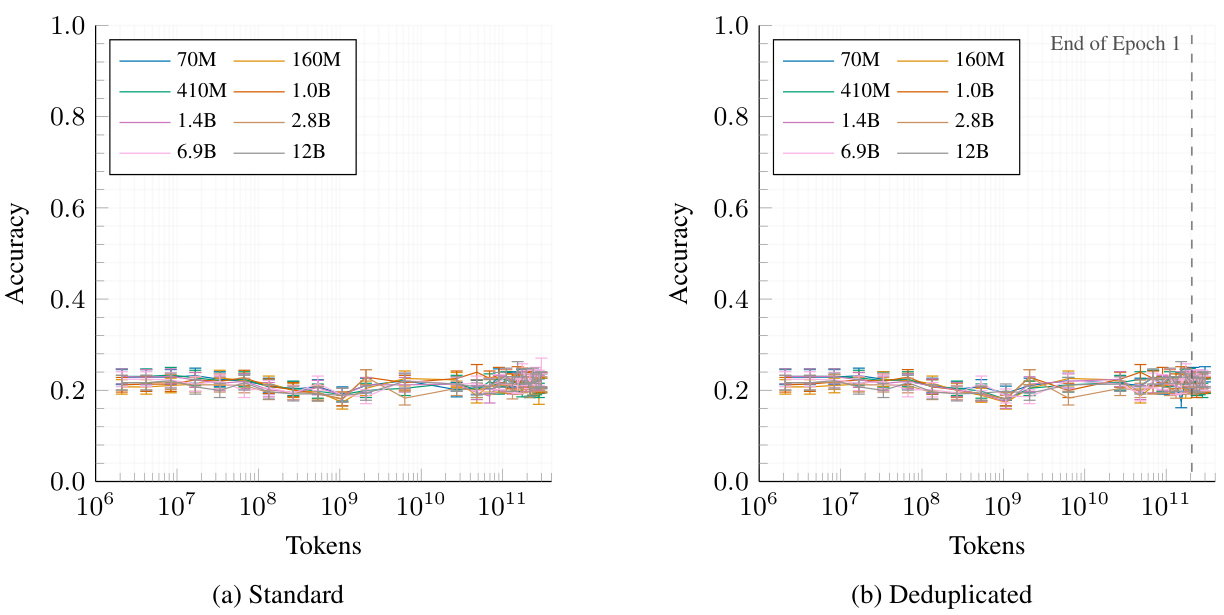 1.0
0.8
0.6
0.4
0.2
0.0
Accuracy
70M 160M
410M 1.0B
1.4B 2.8B
6.9B 12B
10^6 10^7 10^8 10^9 10^10 10^11
Tokens
(a) Standard
1.0
0.8
0.6
0.4
0.2
0.0
Accuracy
70M 160M
410M 1.0B
1.4B 2.8B
6.9B 12B
End of Epoch 1
10^6 10^7 10^8 10^9 10^10 10^11
Tokens
(b) Deduplicated